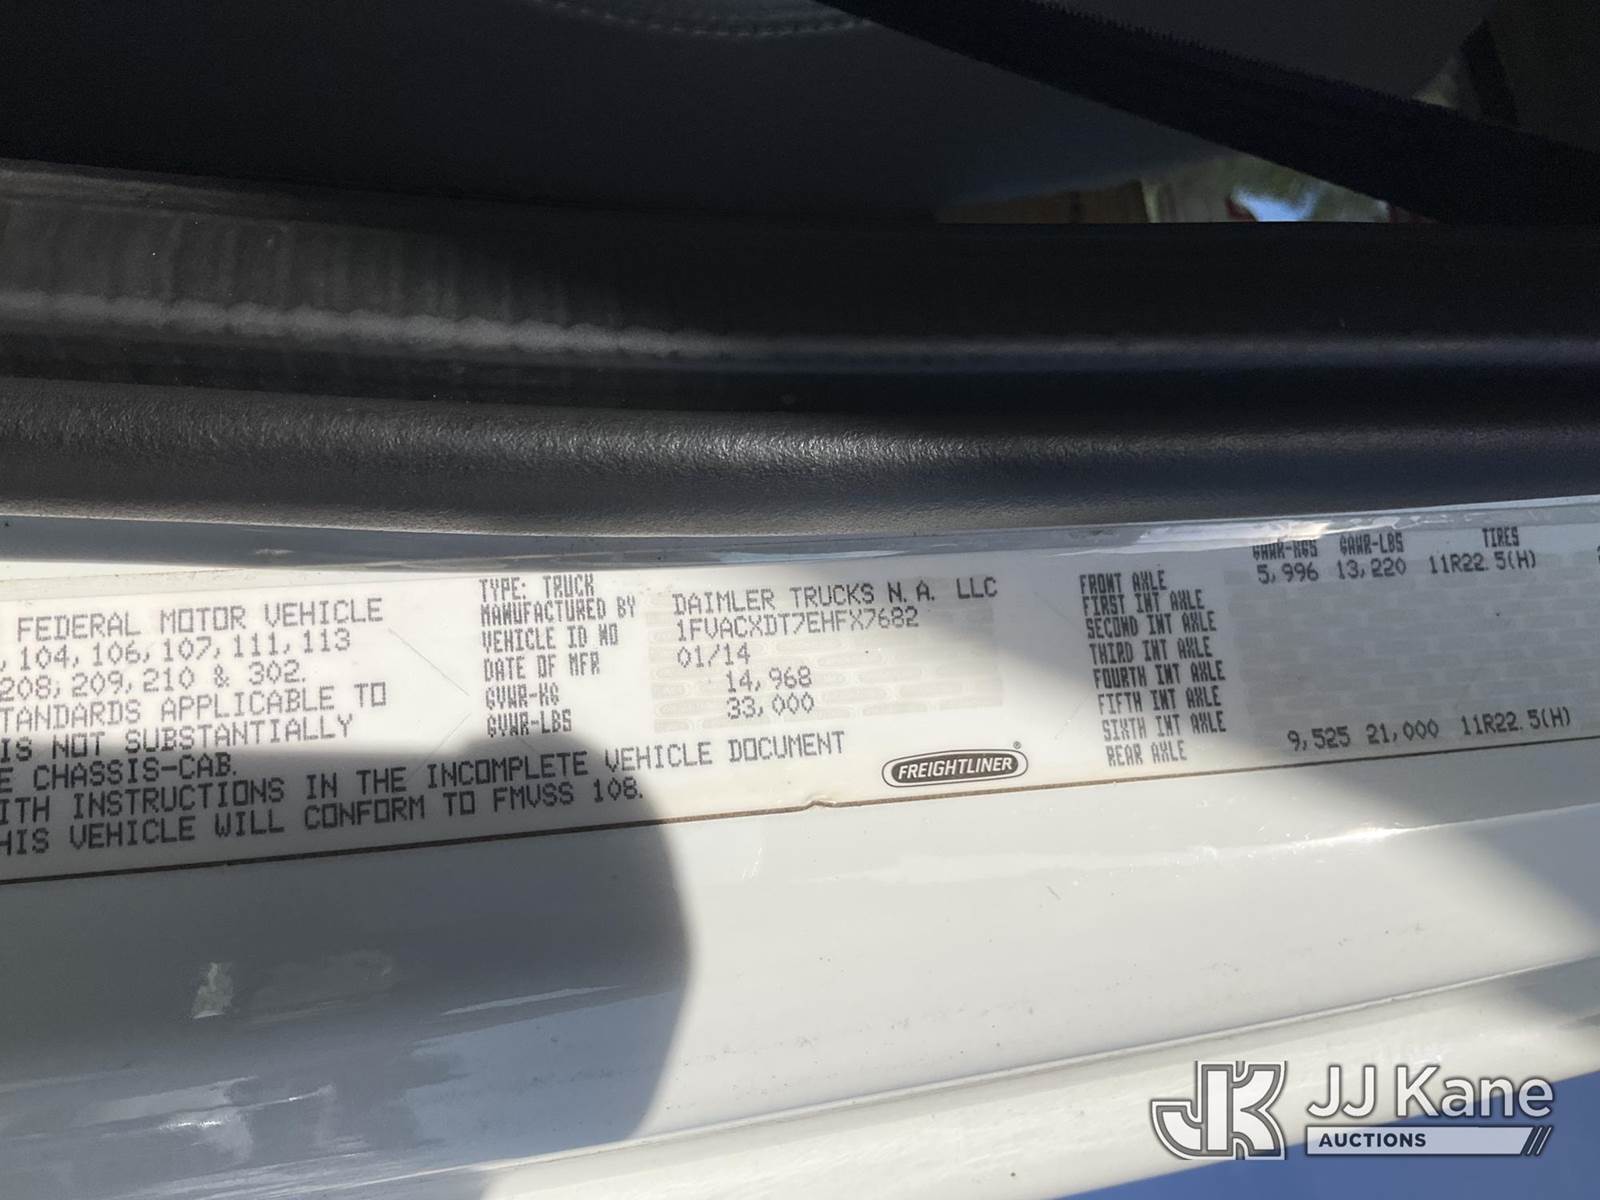 FEDERAL MOTOR VEHICLE
, 104, 106, 107, 111, 113
208, 209, 210 & 302.
TANDARDS APPLICABLE TO
IS NOT SUBSTANTIALLY
E CHASSIS-CAB.
ITH INSTRUCTIONS IN THE INCOMPLETE VEHICLE DOCUMENT
HIS VEHICLE WILL CONFORM TO FMVSS 108.
TYPE: TRUCK
MANUFACTURED BY DAIMLER TRUCKS N.A. LLC
VEHICLE ID NO 1FVACXDT7EHFX7682
DATE OF MFR 01/14
GVWR-KG 14,968
GVWR-LBS 33,000
FREIGHTLINER®
GAWR-KGS GAWR-LBS TIRES
FRONT AXLE 5,996 13,220 11R22.5(H)
FIRST INT AXLE
SECOND INT AXLE
THIRD INT AXLE
FOURTH INT AXLE
FIFTH INT AXLE
SIXTH INT AXLE
REAR AXLE 9,525 21,000 11R22.5(H)
JK JJ Kane
AUCTIONS